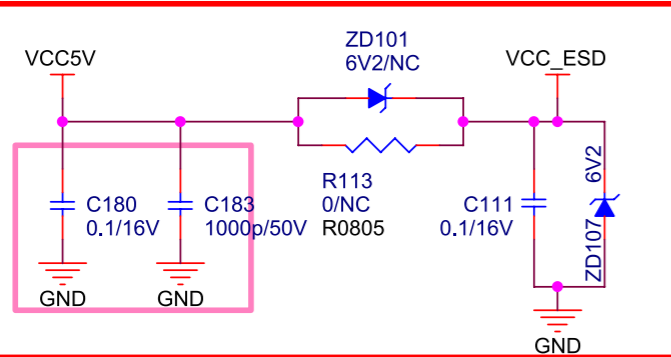 VCC5V
ZD101
6V2/NC
VCC_ESD
C180
0.1/16V
C183
1000p/50V
R113
0/NC
R0805
C111
0.1/16V
6V2
ZD107
GND
GND
GND